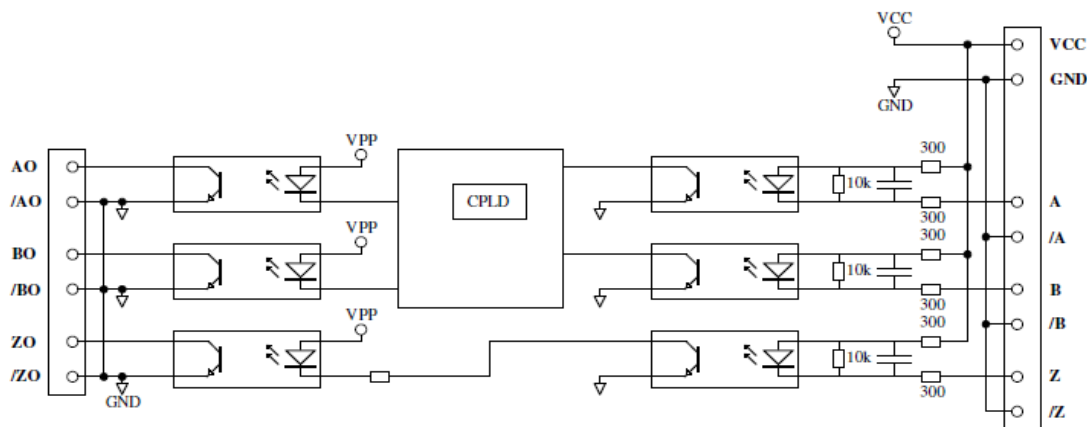 VCC
VCC
GND
GND
VPP
300
AO
10k
/AO
CPLD
A
300
VPP
300
/A
BO
10k
/BO
B
300
VPP
300
/B
ZO
10k
/ZO
Z
GND
300
/Z